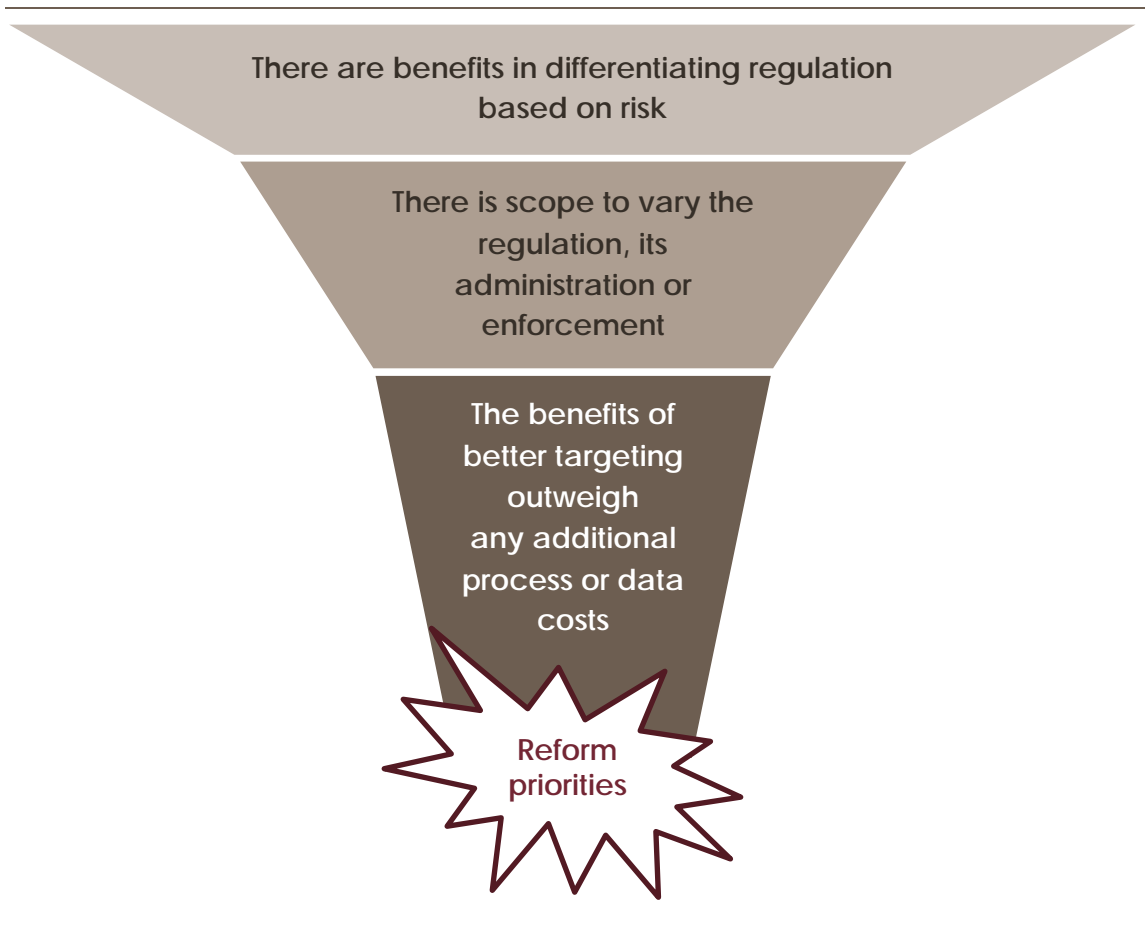 There are benefits in differentiating regulation
based on risk
There is scope to vary the
regulation, its
administration or
enforcement
The benefits of
better targeting
outweigh
any additional
process or data
costs
Reform
priorities